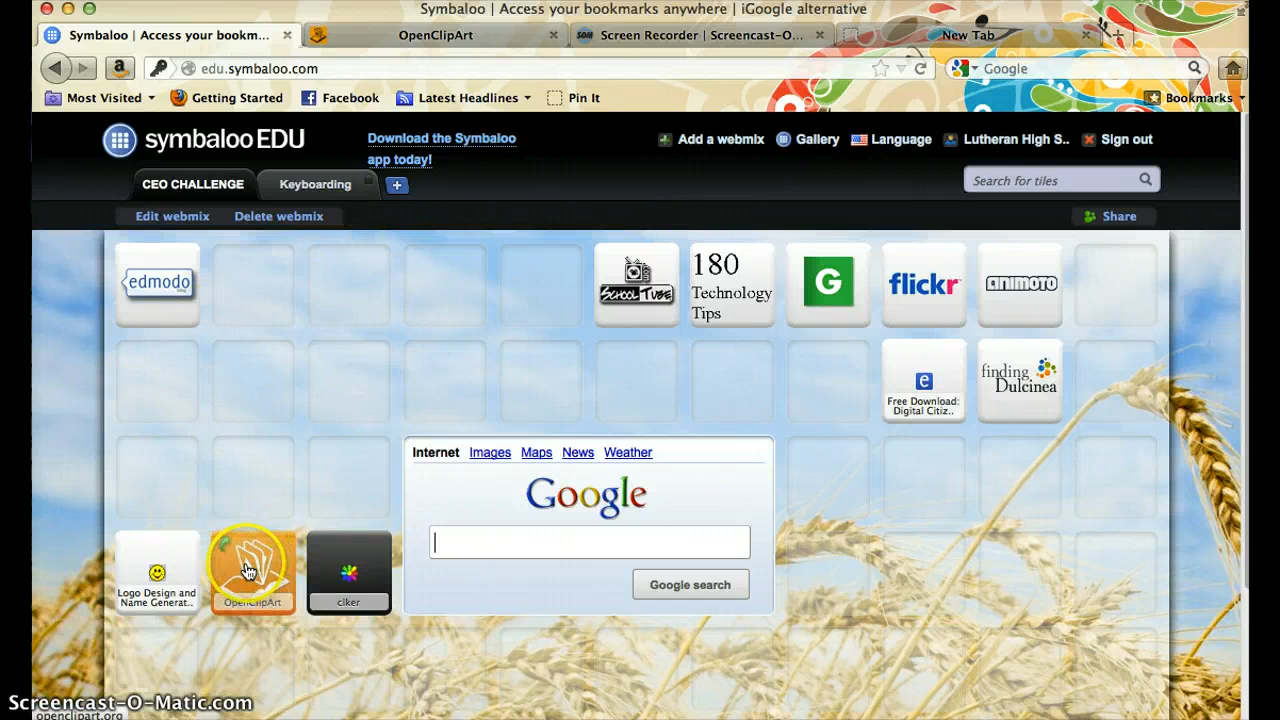 Symbaloo | Access your bookmarks anywhere | iGoogle alternative
Symbaloo | Access your bookm...
OpenClipArt
Screen Recorder | Screencast-O...
New Tab
edu.symbaloo.com
Google
Most Visited
Getting Started
Facebook
Latest Headlines
Pin It
Bookmarks
symbaloo EDU
Download the Symbaloo
app today!
Add a webmix
Gallery
Language
Lutheran High S..
Sign out
CEO CHALLENGE
Keyboarding
Search for tiles
Edit webmix
Delete webmix
Share
edmodo
SCHOOLTUBE
180
Technology
Tips
G
flickr
ANIMOTO
e
Free Download:
Digital Citiz..
finding
Dulcinea
Internet
Images
Maps
News
Weather
Google
Google search
Logo Design and
Name Generat..
OpenClipArt
clker
Screencast-O-Matic.com
openclipart.org